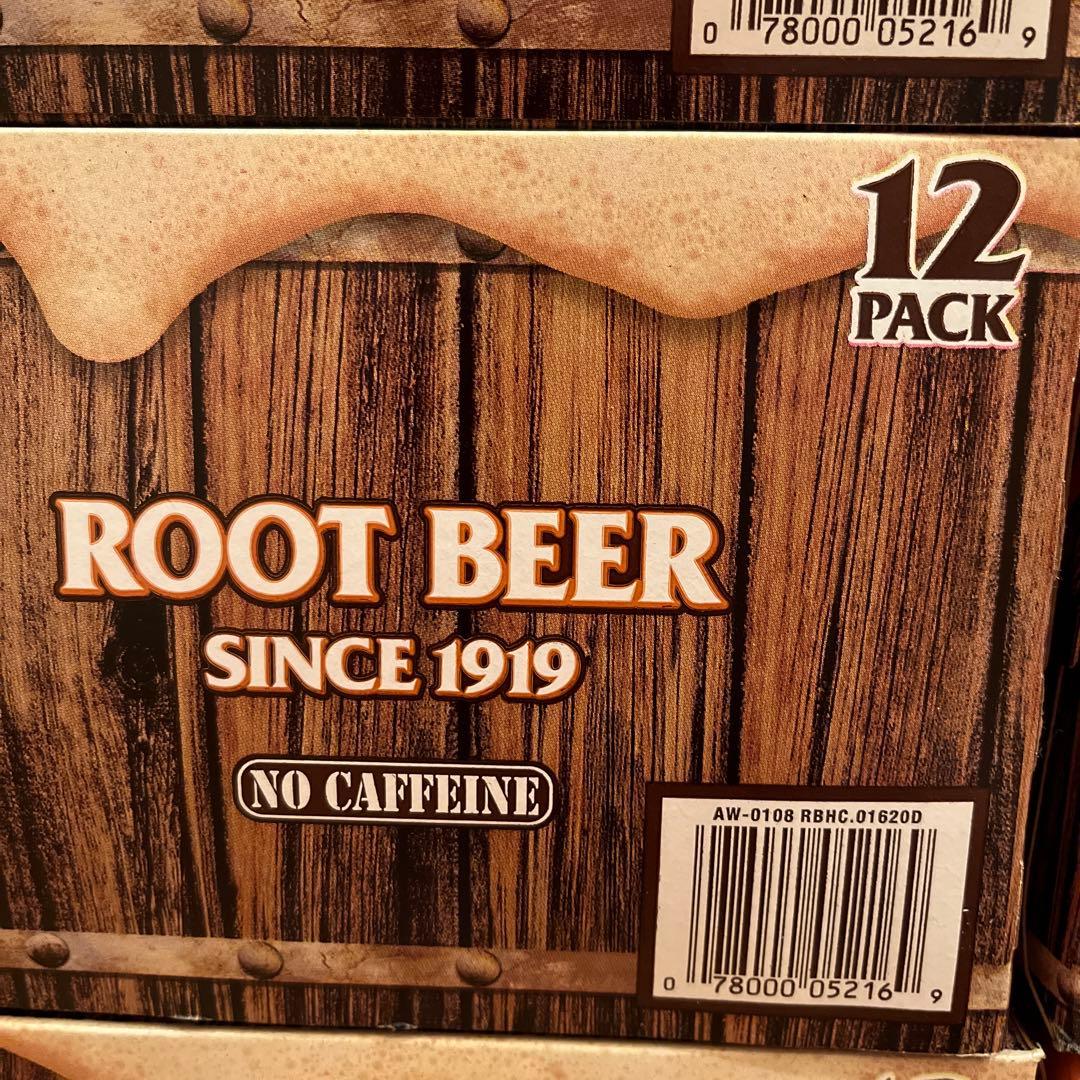 0 78000 05216 9
12
PACK
ROOT BEER
SINCE 1919
NO CAFFEINE
AW-0108 RBHC.01620D
0 78000 05216 9